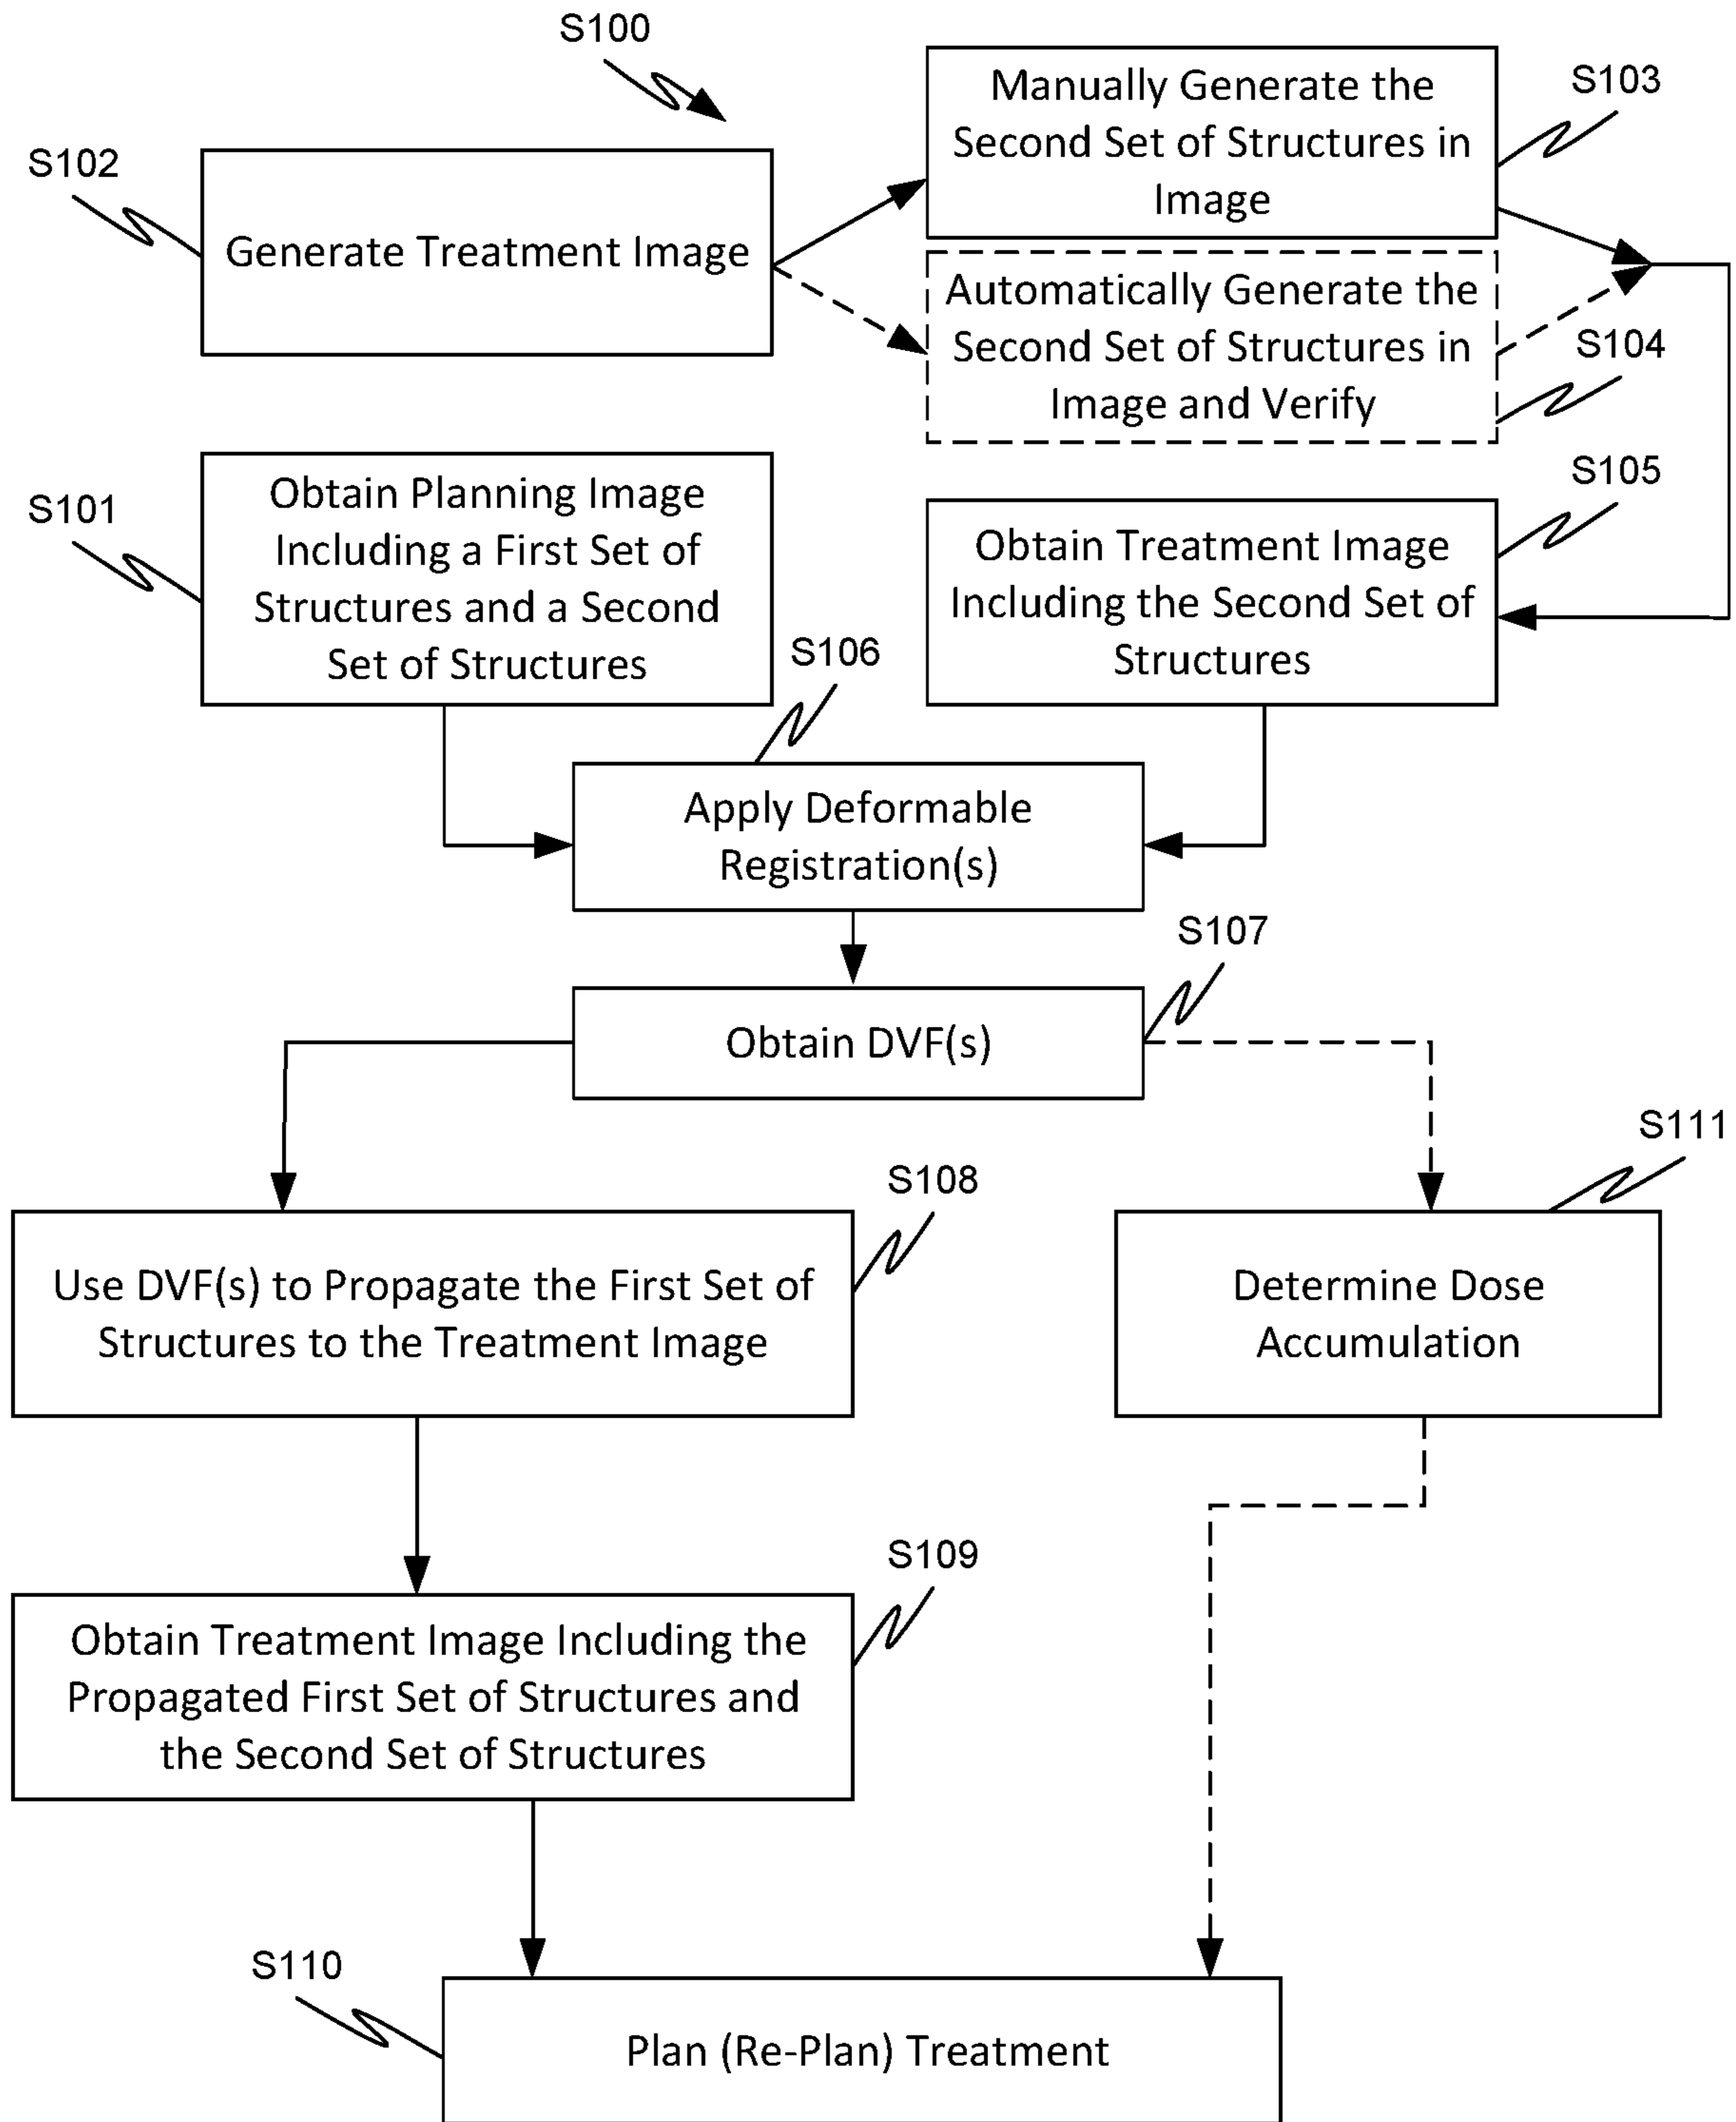 S100
Manually Generate the
Second Set of Structures in
Image
S103
S102
Generate Treatment Image
Automatically Generate the
Second Set of Structures in
Image and Verify
S104
S101
Obtain Planning Image
Including a First Set of
Structures and a Second
Set of Structures
S105
Obtain Treatment Image
Including the Second Set of
Structures
S106
Apply Deformable
Registration(s)
S107
Obtain DVF(s)
S108
Use DVF(s) to Propagate the First Set of
Structures to the Treatment Image
S111
Determine Dose
Accumulation
S109
Obtain Treatment Image Including the
Propagated First Set of Structures and
the Second Set of Structures
S110
Plan (Re-Plan) Treatment